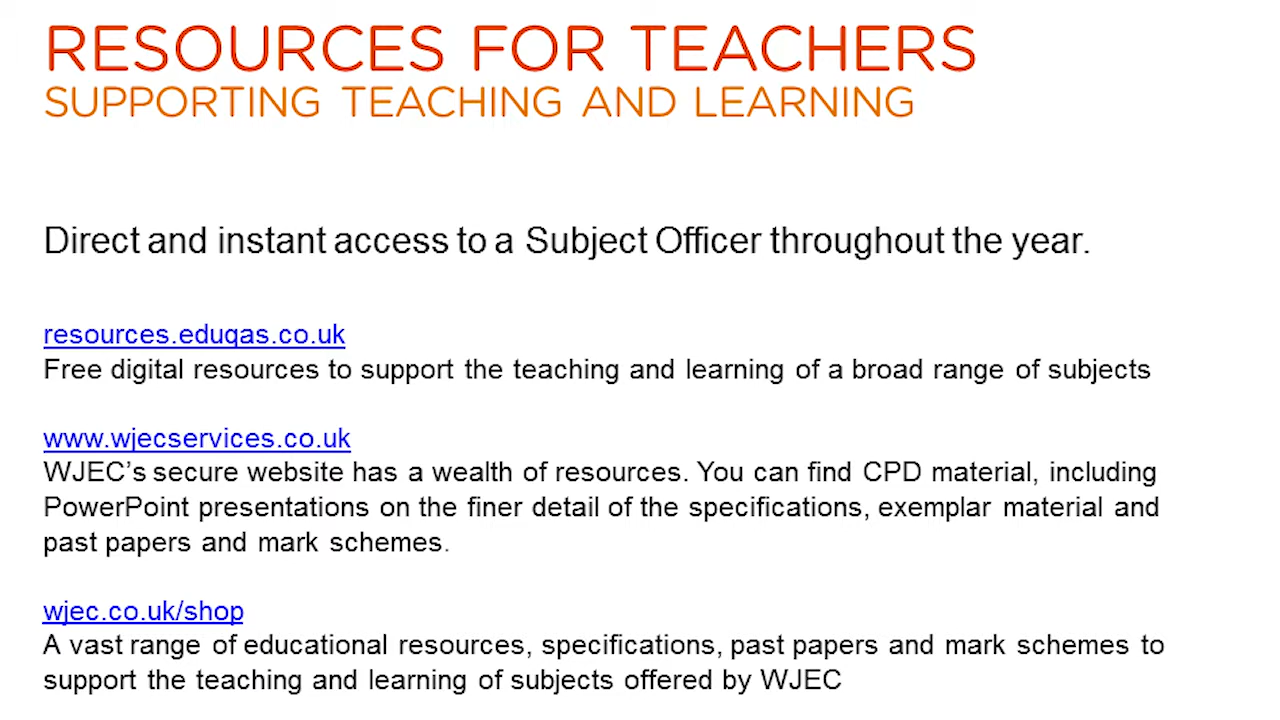 RESOURCES FOR TEACHERS
SUPPORTING TEACHING AND LEARNING
Direct and instant access to a Subject Officer throughout the year.
resources.eduqas.co.uk
Free digital resources to support the teaching and learning of a broad range of subjects
www.wjecservices.co.uk
WJEC’s secure website has a wealth of resources. You can find CPD material, including
PowerPoint presentations on the finer detail of the specifications, exemplar material and
past papers and mark schemes.
wjec.co.uk/shop
A vast range of educational resources, specifications, past papers and mark schemes to
support the teaching and learning of subjects offered by WJEC